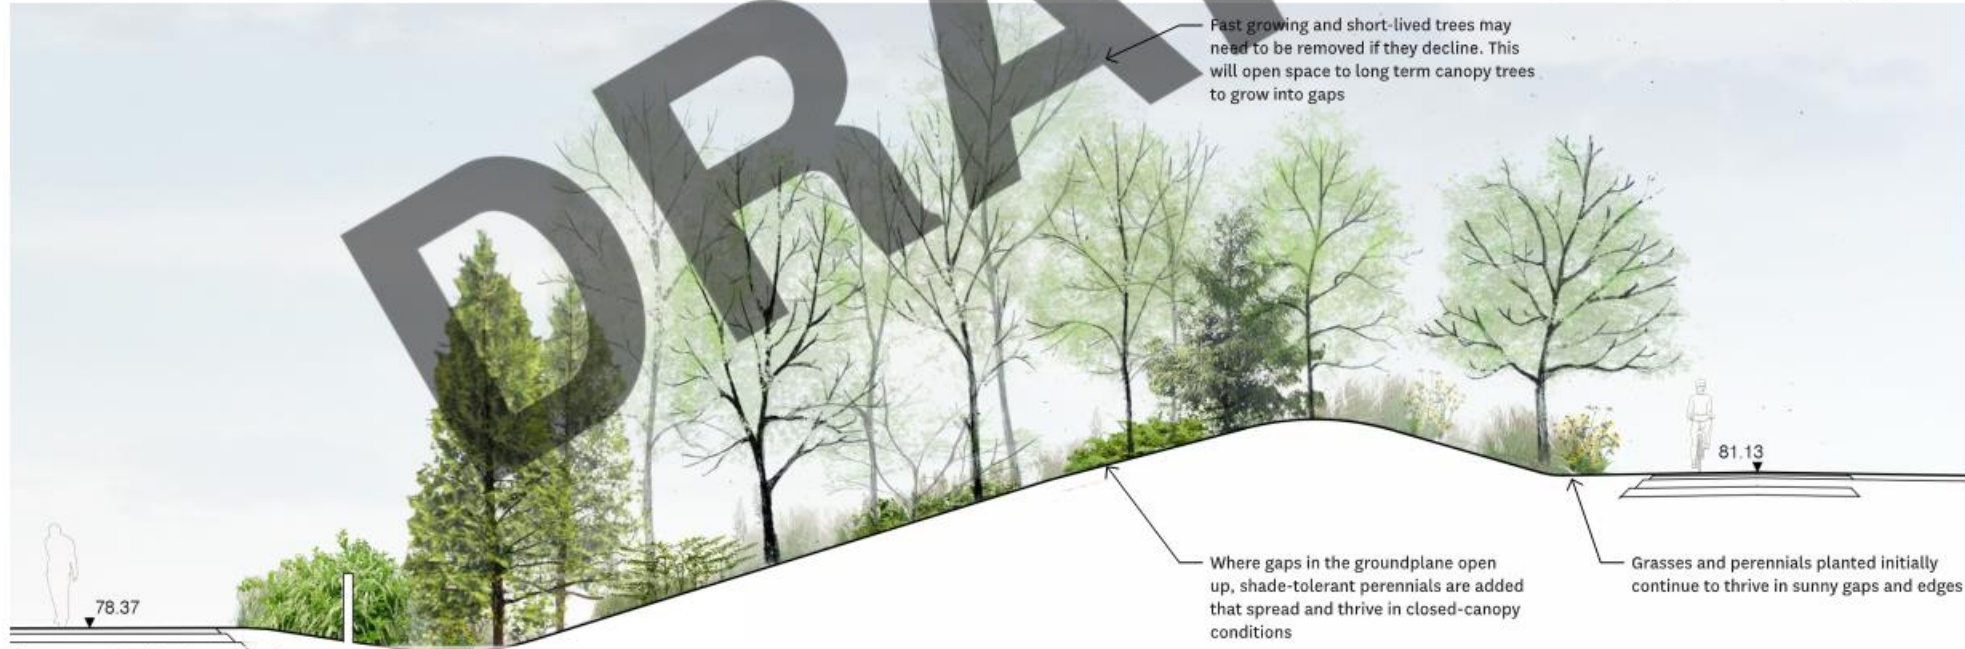 DRA
Fast growing and short-lived trees may
need to be removed if they decline. This
will open space to long term canopy trees
to grow into gaps
81.13
78.37
Where gaps in the groundplane open
up, shade-tolerant perennials are added
that spread and thrive in closed-canopy
conditions
Grasses and perennials planted initially
continue to thrive in sunny gaps and edges